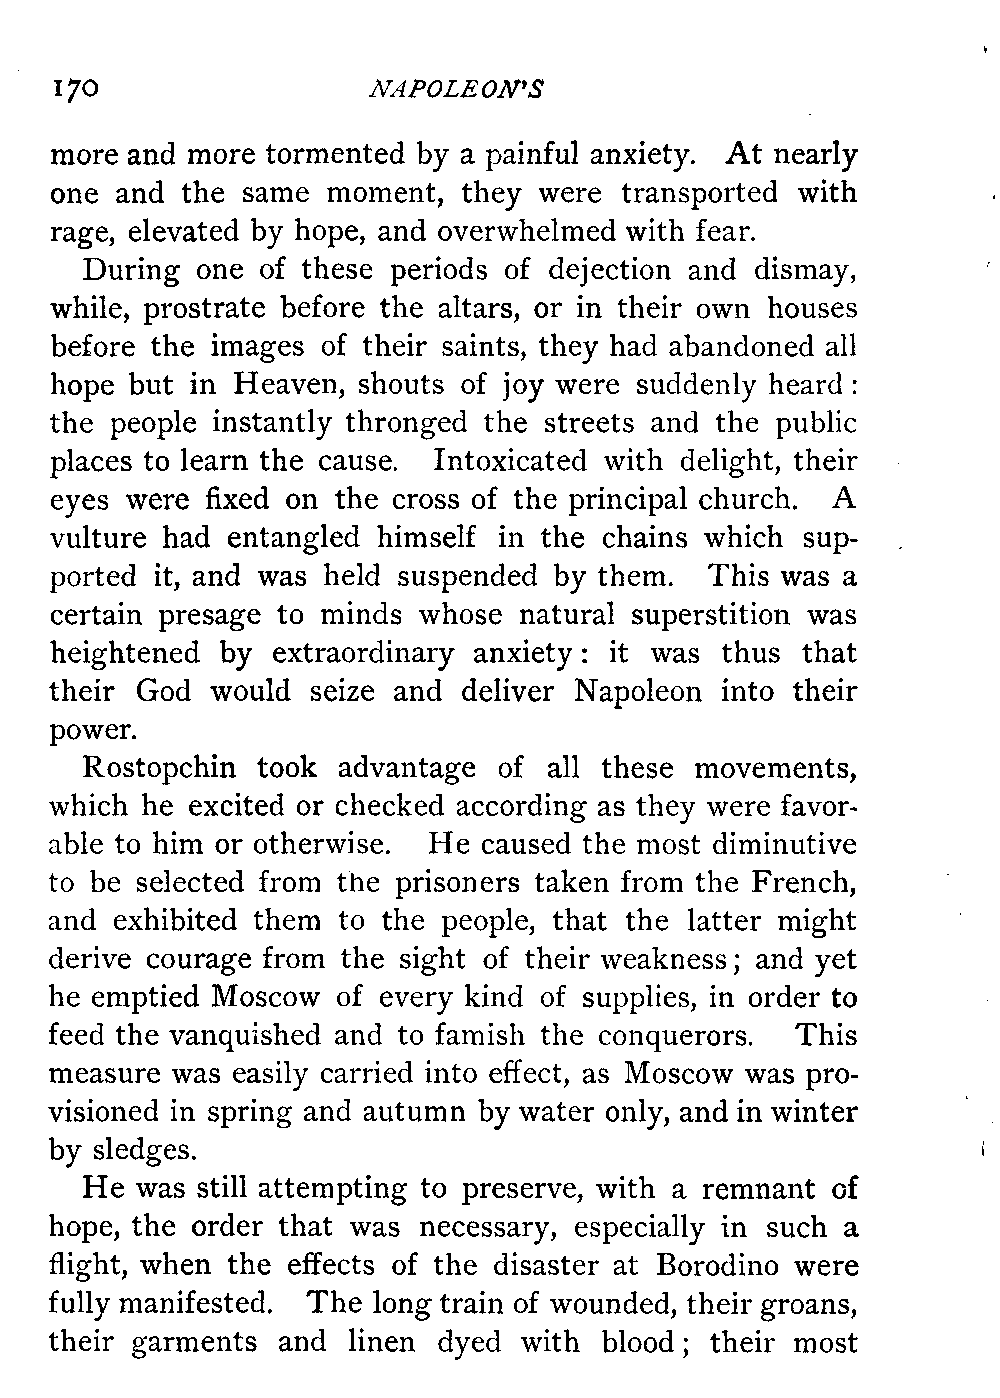 170 NAPOLEON'S
more and more tormented by a painful anxiety. At nearly
one and the same moment, they were transported with
rage, elevated by hope, and overwhelmed with fear.
During one of these periods of dejection and dismay,
while, prostrate before the altars, or in their own houses
before the images of their saints, they had abandoned all
hope but in Heaven, shouts of joy were suddenly heard :
the people instantly thronged the streets and the public
places to learn the cause. Intoxicated with delight, their
eyes were fixed on the cross of the principal church. A
vulture had entangled himself in the chains which sup-
ported it, and was held suspended by them. This was a
certain presage to minds whose natural superstition was
heightened by extraordinary anxiety : it was thus that
their God would seize and deliver Napoleon into their
power.
Rostopchin took advantage of all these movements,
which he excited or checked according as they were favor-
able to him or otherwise. He caused the most diminutive
to be selected from the prisoners taken from the French,
and exhibited them to the people, that the latter might
derive courage from the sight of their weakness ; and yet
he emptied Moscow of every kind of supplies, in order to
feed the vanquished and to famish the conquerors. This
measure was easily carried into effect, as Moscow was pro-
visioned in spring and autumn by water only, and in winter
by sledges.
He was still attempting to preserve, with a remnant of
hope, the order that was necessary, especially in such a
flight, when the effects of the disaster at Borodino were
fully manifested. The long train of wounded, their groans,
their garments and linen dyed with blood ; their most